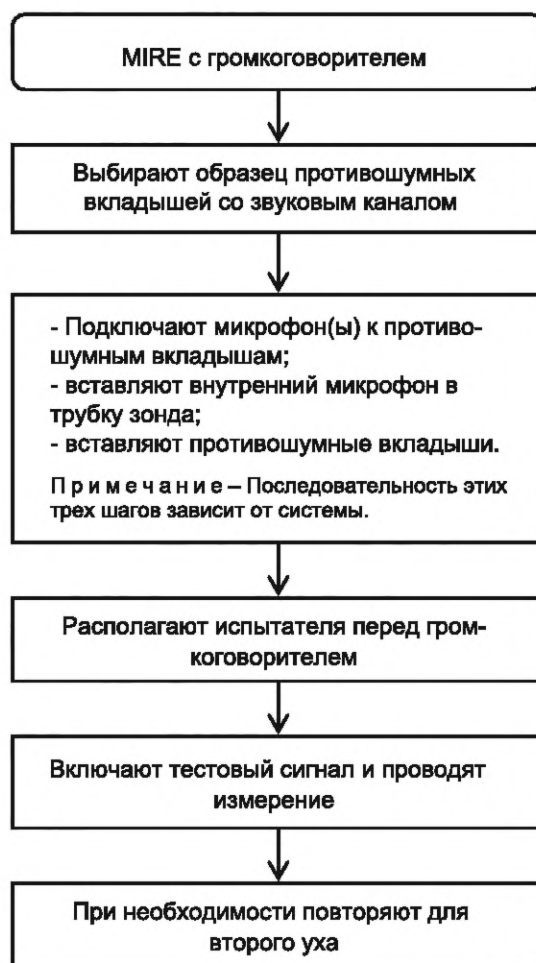 MIRE с громкоговорителем
Выбирают образец противошумных
вкладышей со звуковым каналом
- Подключают микрофон(ы) к противо-
шумным вкладышам;
- вставляют внутренний микрофон в
трубку зонда;
- вставляют противошумные вкладыши.
П р и м е ч а н и е – Последовательность этих
трех шагов зависит от системы.
Располагают испытателя перед гром-
коговорителем
Включают тестовый сигнал и проводят
измерение
При необходимости повторяют для
второго уха